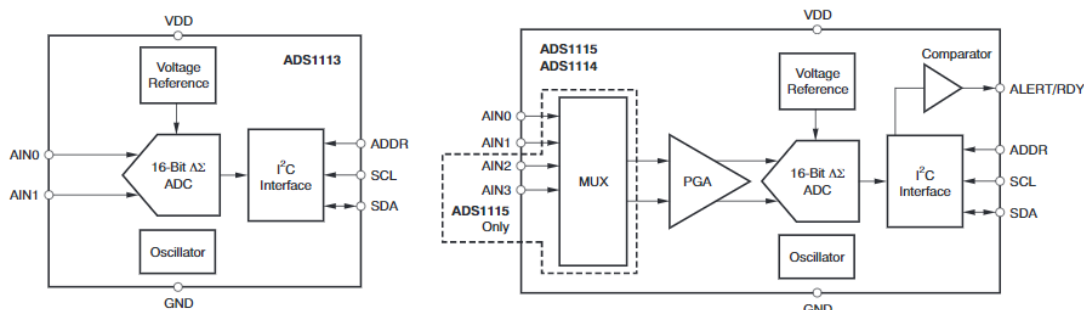 VDD
ADS1113
Voltage
Reference
AIN0
AIN1
16-Bit ΔΣ
ADC
I²C
Interface
ADDR
SCL
SDA
Oscillator
GND
VDD
ADS1115
ADS1114
Voltage
Reference
Comparator
ALERT/RDY
AIN0
AIN1
AIN2
AIN3
ADS1115
Only
MUX
PGA
16-Bit ΔΣ
ADC
I²C
Interface
ADDR
SCL
SDA
Oscillator
GND